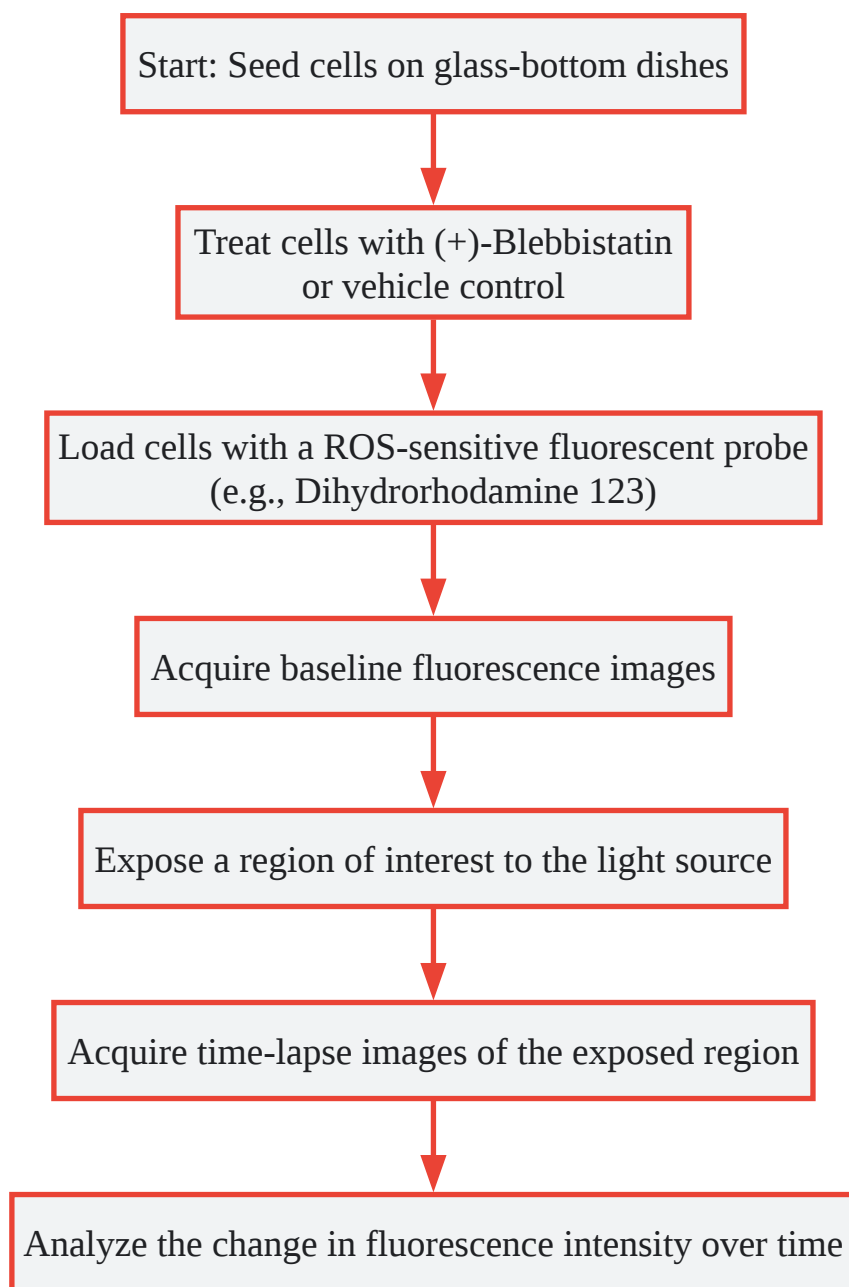 Start: Seed cells on glass-bottom dishes
Treat cells with (+)-Blebbistatin
or vehicle control
Load cells with a ROS-sensitive fluorescent probe
(e.g., Dihydrorhodamine 123)
Acquire baseline fluorescence images
Expose a region of interest to the light source
Acquire time-lapse images of the exposed region
Analyze the change in fluorescence intensity over time